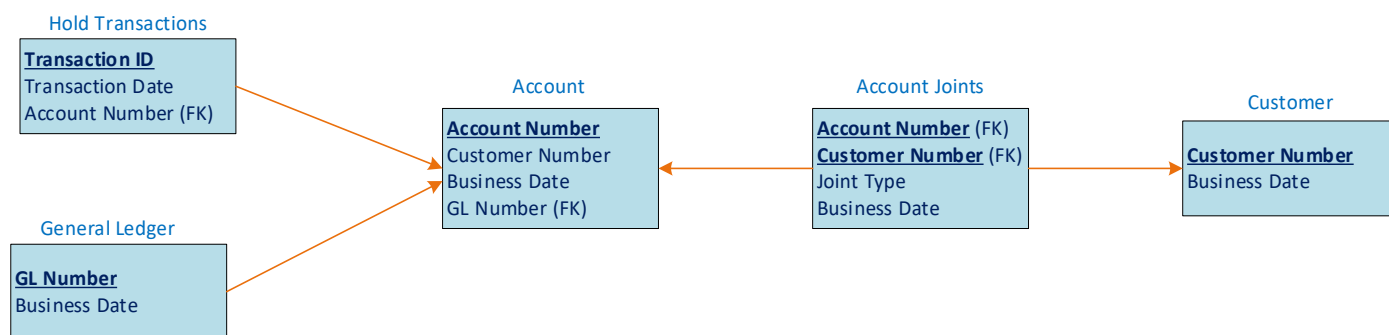 Hold Transactions
Transaction ID
Transaction Date
Account Number (FK)
General Ledger
GL Number
Business Date
Account
Account Number
Customer Number
Business Date
GL Number (FK)
Account Joints
Account Number (FK)
Customer Number (FK)
Joint Type
Business Date
Customer
Customer Number
Business Date